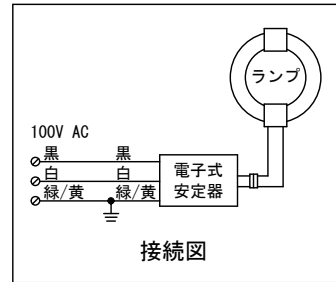 ランプ
100V AC
黒 黒
白 白
緑/黄 緑/黄
電子式
安定器
接続図